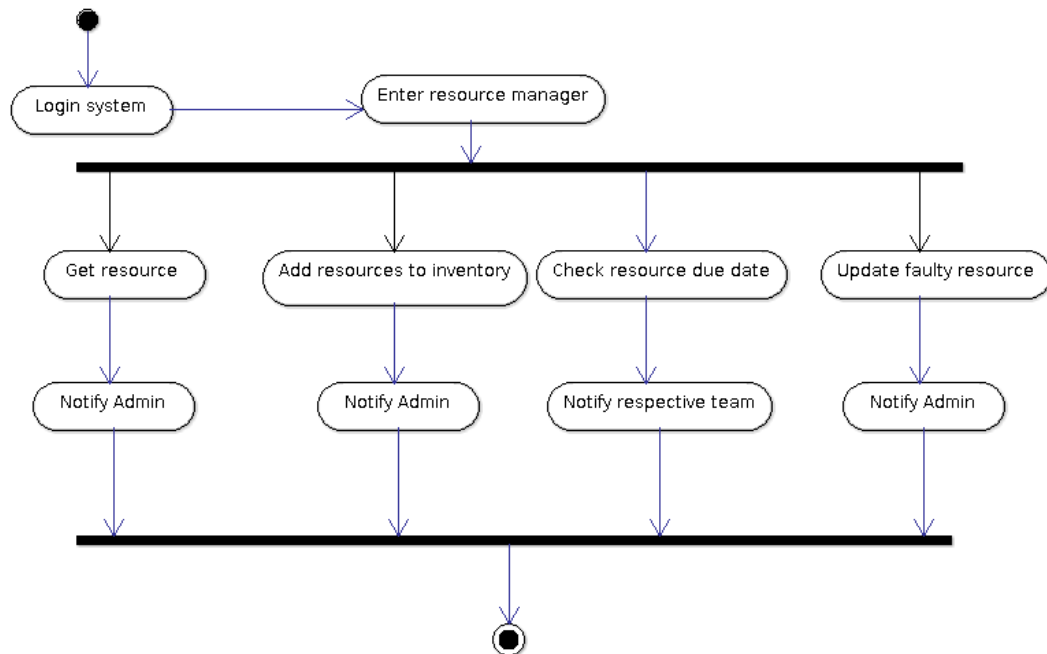 Login system
Enter resource manager
Get resource
Add resources to inventory
Check resource due date
Update faulty resource
Notify Admin
Notify Admin
Notify respective team
Notify Admin